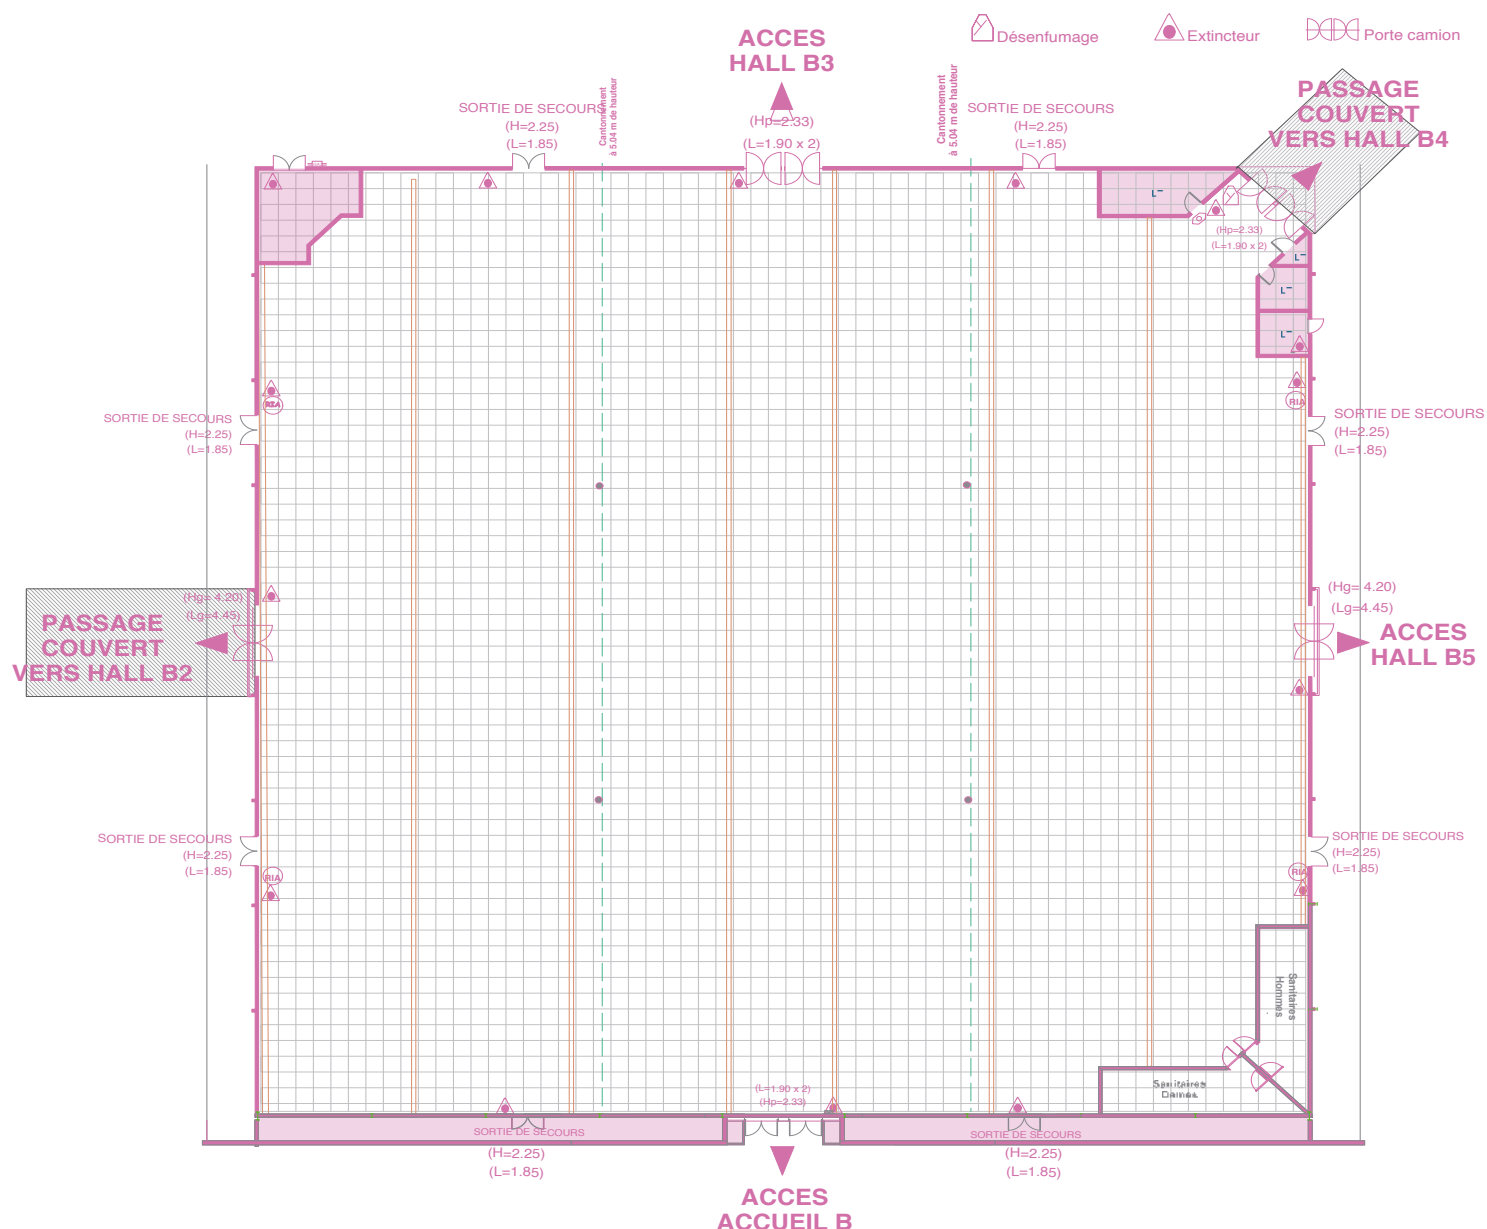 Désenfumage
Extincteur
Porte camion
ACCES
HALL B3
Cantonnement
à 5.04 m de hauteur
Cantonnement
à 5.04 m de hauteur
PASSAGE
COUVERT
VERS HALL B4
SORTIE DE SECOURS
(H=2.25)
(L=1.85)
(Hp=2.33)
(L=1.90 x 2)
SORTIE DE SECOURS
(H=2.25)
(L=1.85)
(Hp=2.33)
(L=1.90 x 2)
L
L
L
L
RIA
RIA
SORTIE DE SECOURS
(H=2.25)
(L=1.85)
SORTIE DE SECOURS
(H=2.25)
(L=1.85)
(Hg= 4.20)
(Lg=4.45)
PASSAGE
COUVERT
VERS HALL B2
(Hg= 4.20)
(Lg=4.45)
ACCES
HALL B5
SORTIE DE SECOURS
(H=2.25)
(L=1.85)
SORTIE DE SECOURS
(H=2.25)
(L=1.85)
RIA
RIA
Sanitaires
Hommes
Sanitaires
Dames
(L=1.90 x 2)
(Hp=2.33)
SORTIE DE SECOURS
(H=2.25)
(L=1.85)
SORTIE DE SECOURS
(H=2.25)
(L=1.85)
ACCES
ACCUEIL B